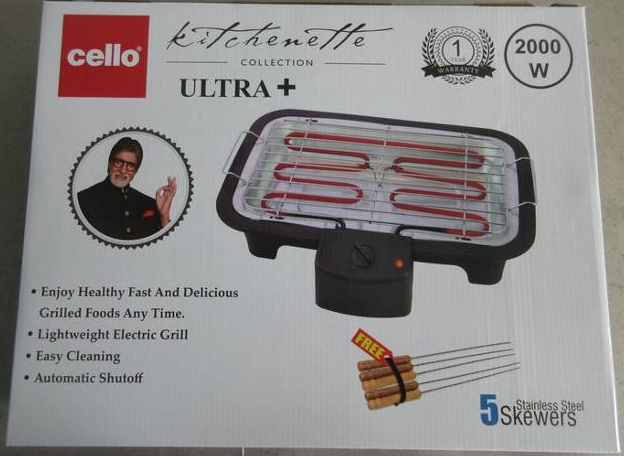 cello®
kitchenette
COLLECTION
ULTRA+
1
YEAR
WARRANTY
2000
W
• Enjoy Healthy Fast And Delicious
Grilled Foods Any Time.
• Lightweight Electric Grill
• Easy Cleaning
• Automatic Shutoff
FREE
5 Stainless Steel
Skewers